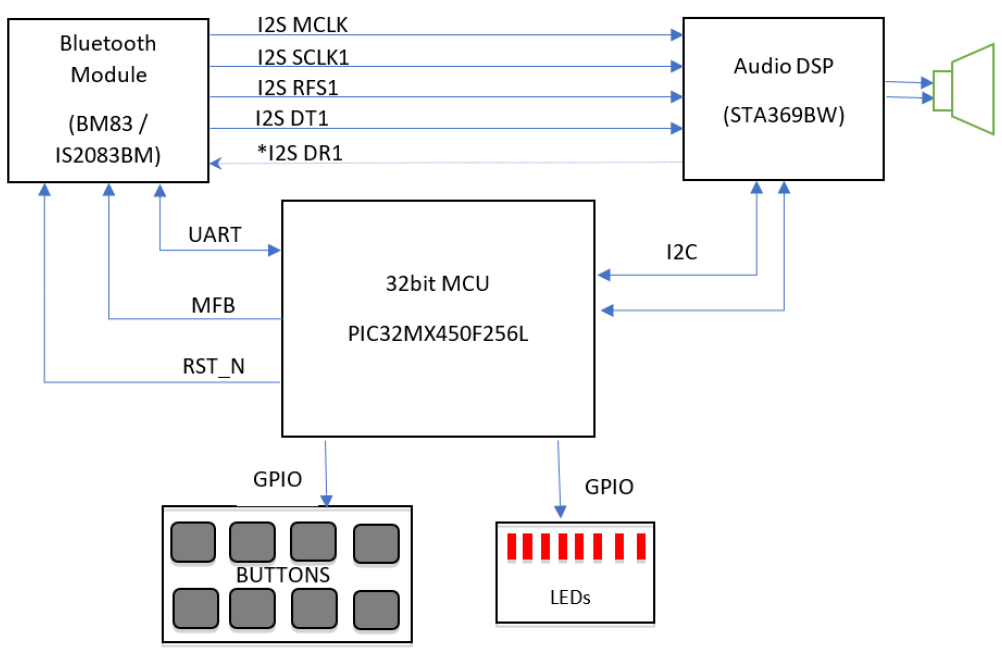 I2S MCLK
I2S SCLK1
I2S RFS1
I2S DT1
*I2S DR1
Bluetooth
Module
(BM83 /
IS2083BM)
Audio DSP
(STA369BW)
UART
MFB
RST_N
32bit MCU
PIC32MX450F256L
I2C
GPIO
GPIO
BUTTONS
LEDs